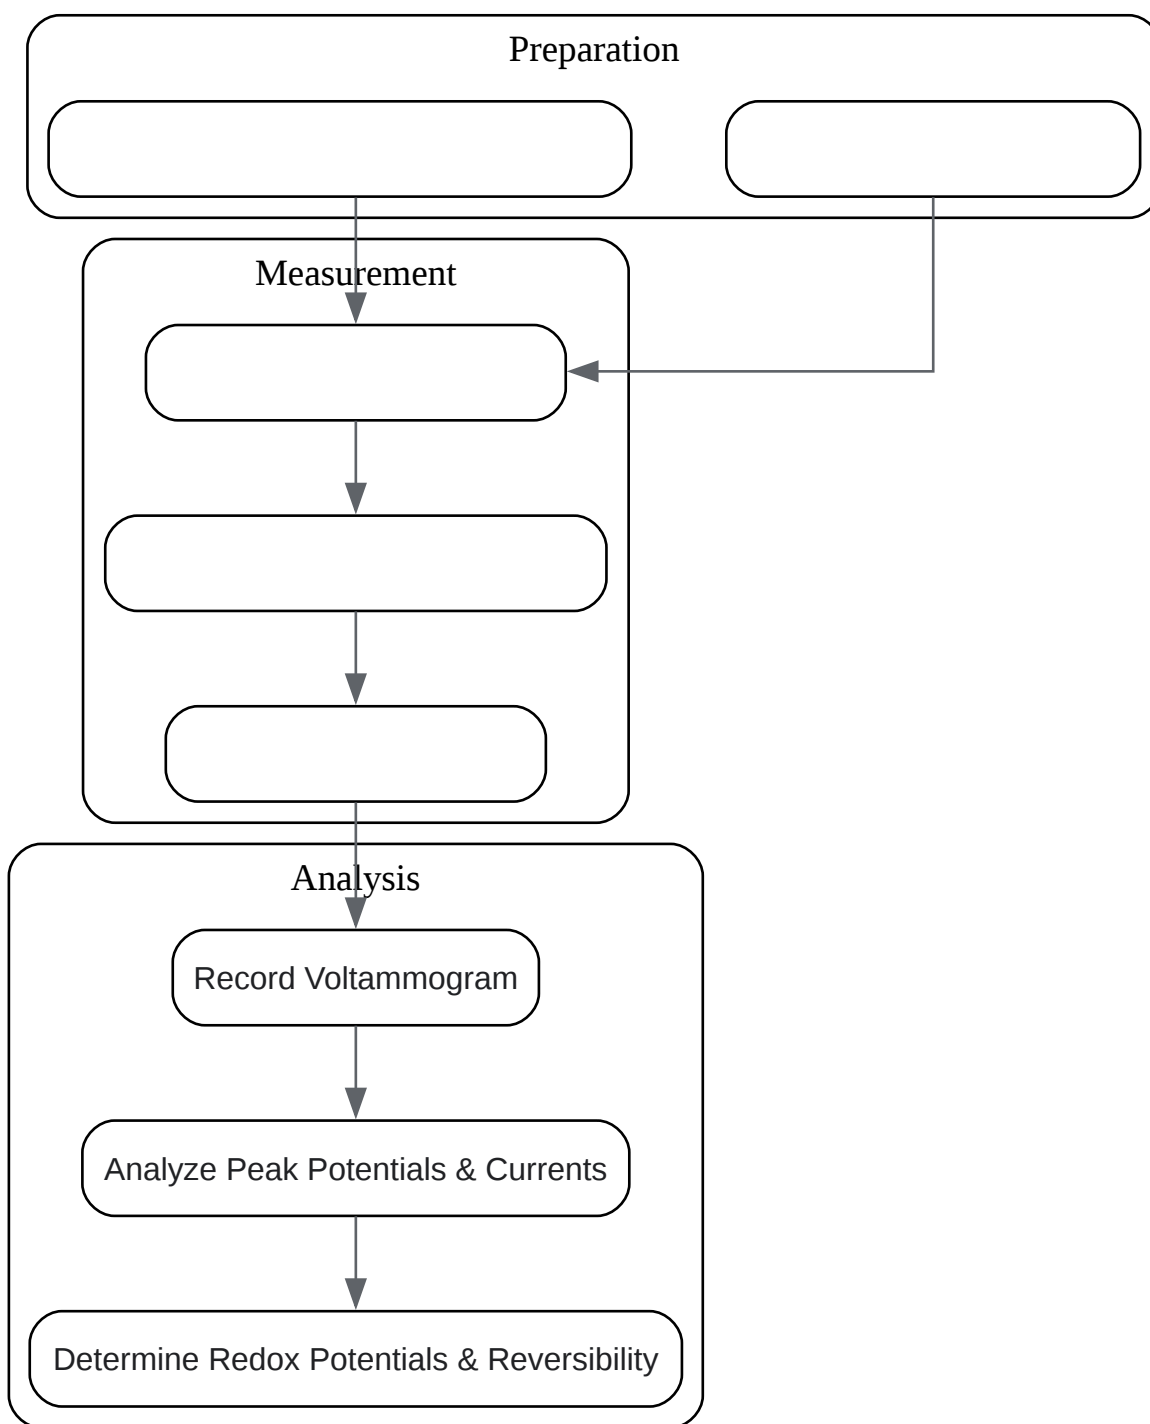 Preparation
Measurement
Analysis
Record Voltammogram
Analyze Peak Potentials & Currents
Determine Redox Potentials & Reversibility